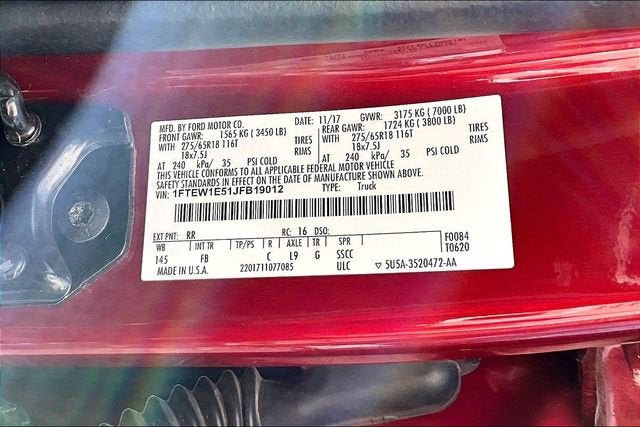 MFD. BY FORD MOTOR CO. DATE: 11/17 GVWR: 3175 KG ( 7000 LB)
FRONT GAWR: 1565 KG ( 3450 LB) REAR GAWR: 1724 KG ( 3800 LB)
WITH 275/65R18 116T TIRES WITH 275/65R18 116T TIRES
18x7.5J RIMS 18x7.5J RIMS
AT 240 kPa/ 35 PSI COLD AT 240 kPa/ 35 PSI COLD
THIS VEHICLE CONFORMS TO ALL APPLICABLE FEDERAL MOTOR VEHICLE
SAFETY STANDARDS IN EFFECT ON THE DATE OF MANUFACTURE SHOWN ABOVE.
VIN: 1FTEW1E51JFB19012 TYPE: Truck
EXT PNT: RR RC: 16 DSO: F0084
WB INT TR TP/PS R AXLE TR SPR T0620
145 FB C L9 G SSCC
MADE IN U.S.A. 2201711077085 ULC ▽ 5U5A-3520472-AA